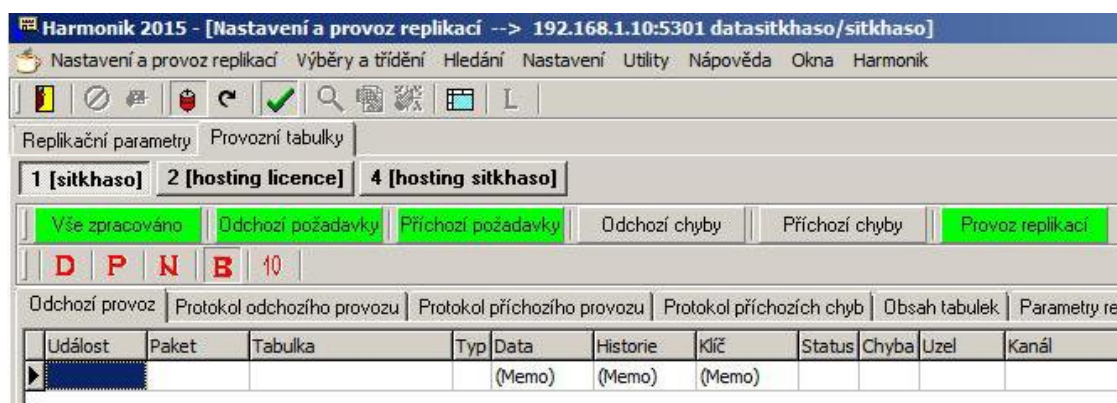 Harmonik 2015 - [Nastavení a provoz replikací --> 192.168.1.10:5301 datasitkhaso/sitkhaso]
Nastavení a provoz replikací Výběry a třídění Hledání Nastavení Utility Nápověda Okna Harmonik
L
Replikační parametry Provozní tabulky
1 [sitkhaso] 2 [hosting licence] 4 [hosting sitkhaso]
Vše zpracováno Odchozí požadavky Příchozí požadavky Odchozí chyby Příchozí chyby Provoz replikací
D P N B 10
Odchozí provoz Protokol odchozího provozu Protokol příchozího provozu Protokol příchozích chyb Obsah tabulek Parametry re
Událost Paket Tabulka Typ Data Historie Klíč Status Chyba Uzel Kanál
(Memo) (Memo) (Memo)